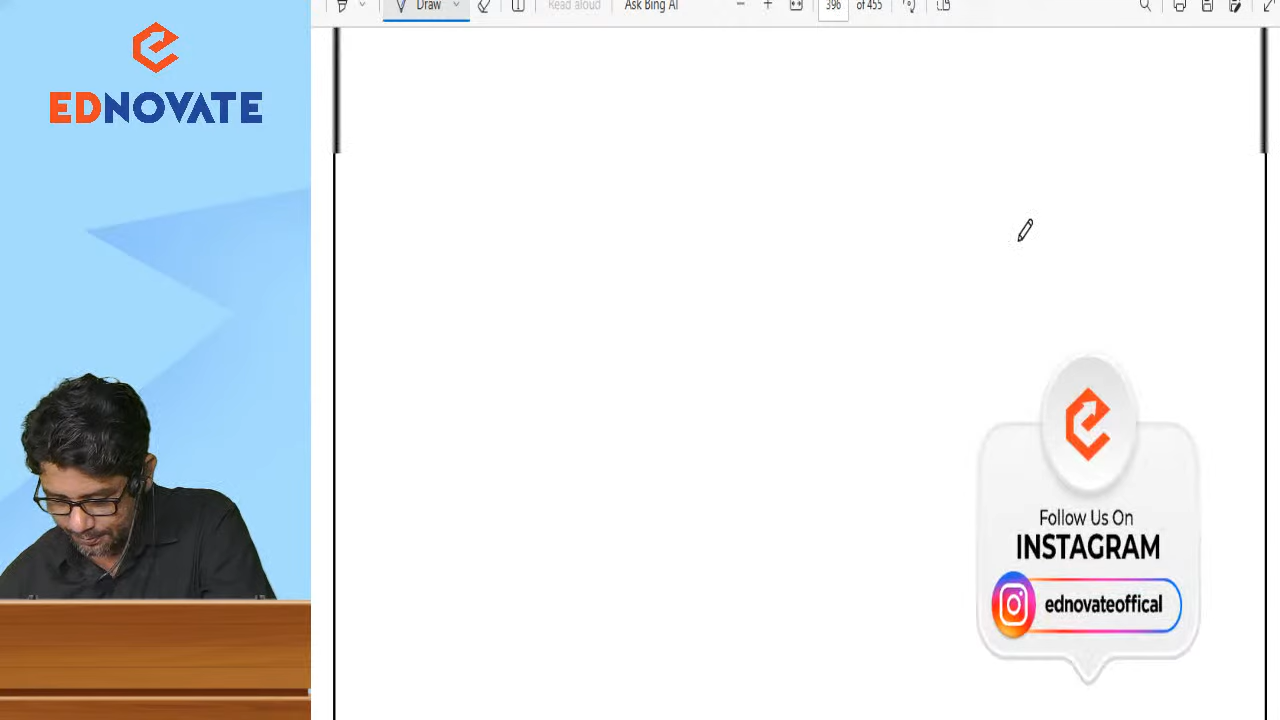 EDNOVATE
Draw
Read aloud
Ask Bing AI
396
of 455
Follow Us On
INSTAGRAM
ednovateoffical